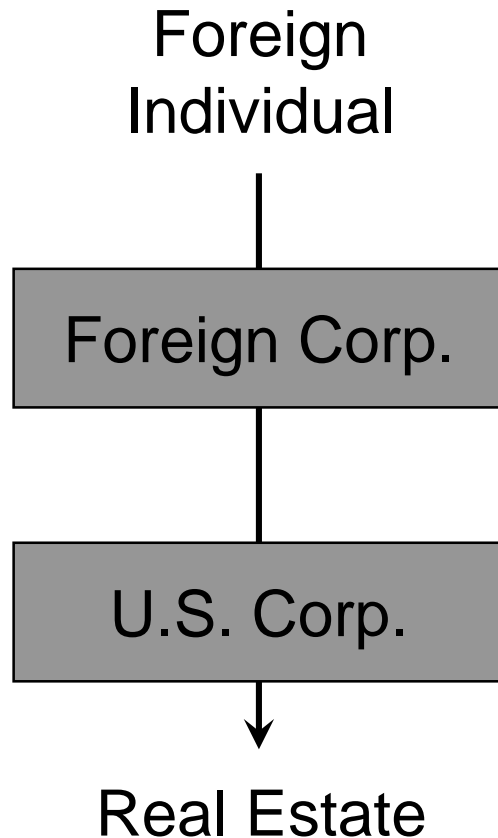 Foreign
Individual
Foreign Corp.
U.S. Corp.
Real Estate